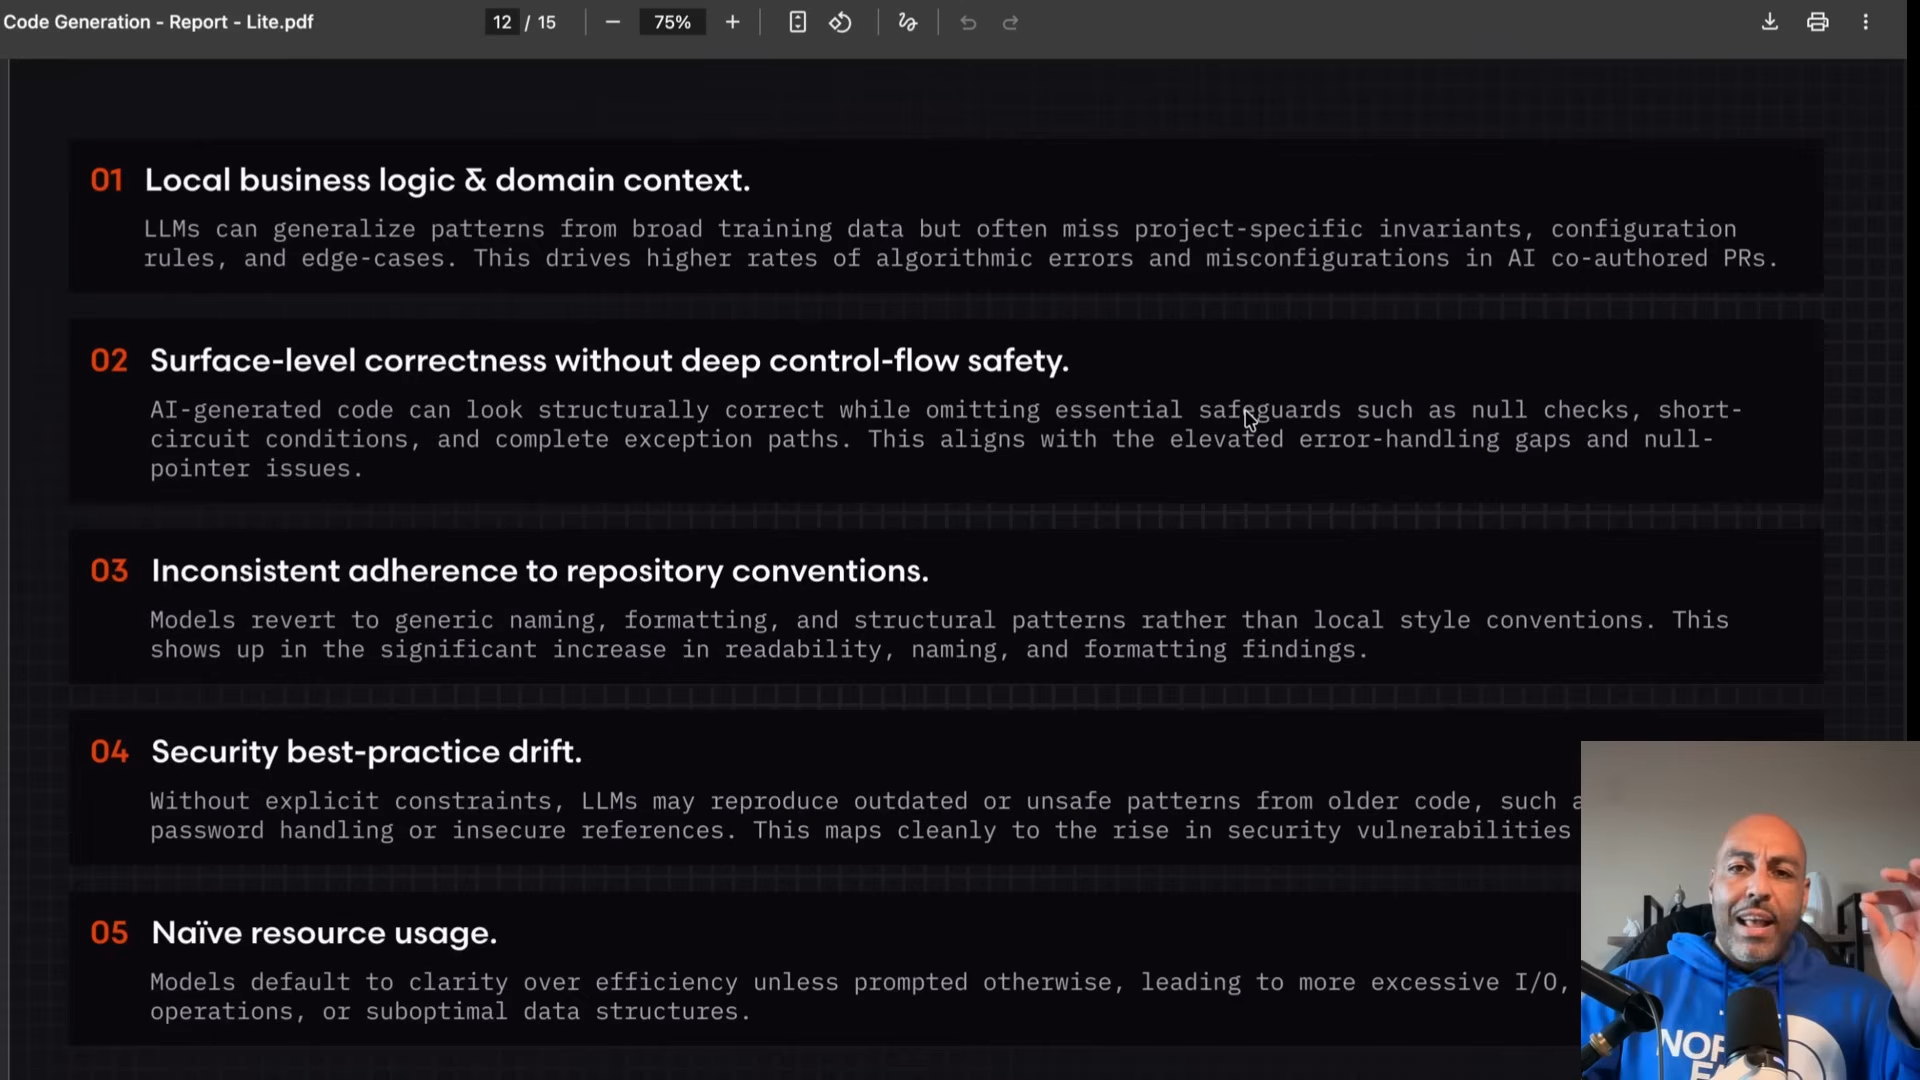 Code Generation - Report - Lite.pdf
12 / 15
75%
01 Local business logic & domain context.
LLMs can generalize patterns from broad training data but often miss project-specific invariants, configuration
rules, and edge-cases. This drives higher rates of algorithmic errors and misconfigurations in AI co-authored PRs.
02 Surface-level correctness without deep control-flow safety.
AI-generated code can look structurally correct while omitting essential safeguards such as null checks, short-
circuit conditions, and complete exception paths. This aligns with the elevated error-handling gaps and null-
pointer issues.
03 Inconsistent adherence to repository conventions.
Models revert to generic naming, formatting, and structural patterns rather than local style conventions. This
shows up in the significant increase in readability, naming, and formatting findings.
04 Security best-practice drift.
Without explicit constraints, LLMs may reproduce outdated or unsafe patterns from older code, such
password handling or insecure references. This maps cleanly to the rise in security vulnerabilities
05 Naïve resource usage.
Models default to clarity over efficiency unless prompted otherwise, leading to more excessive I/O,
operations, or suboptimal data structures.